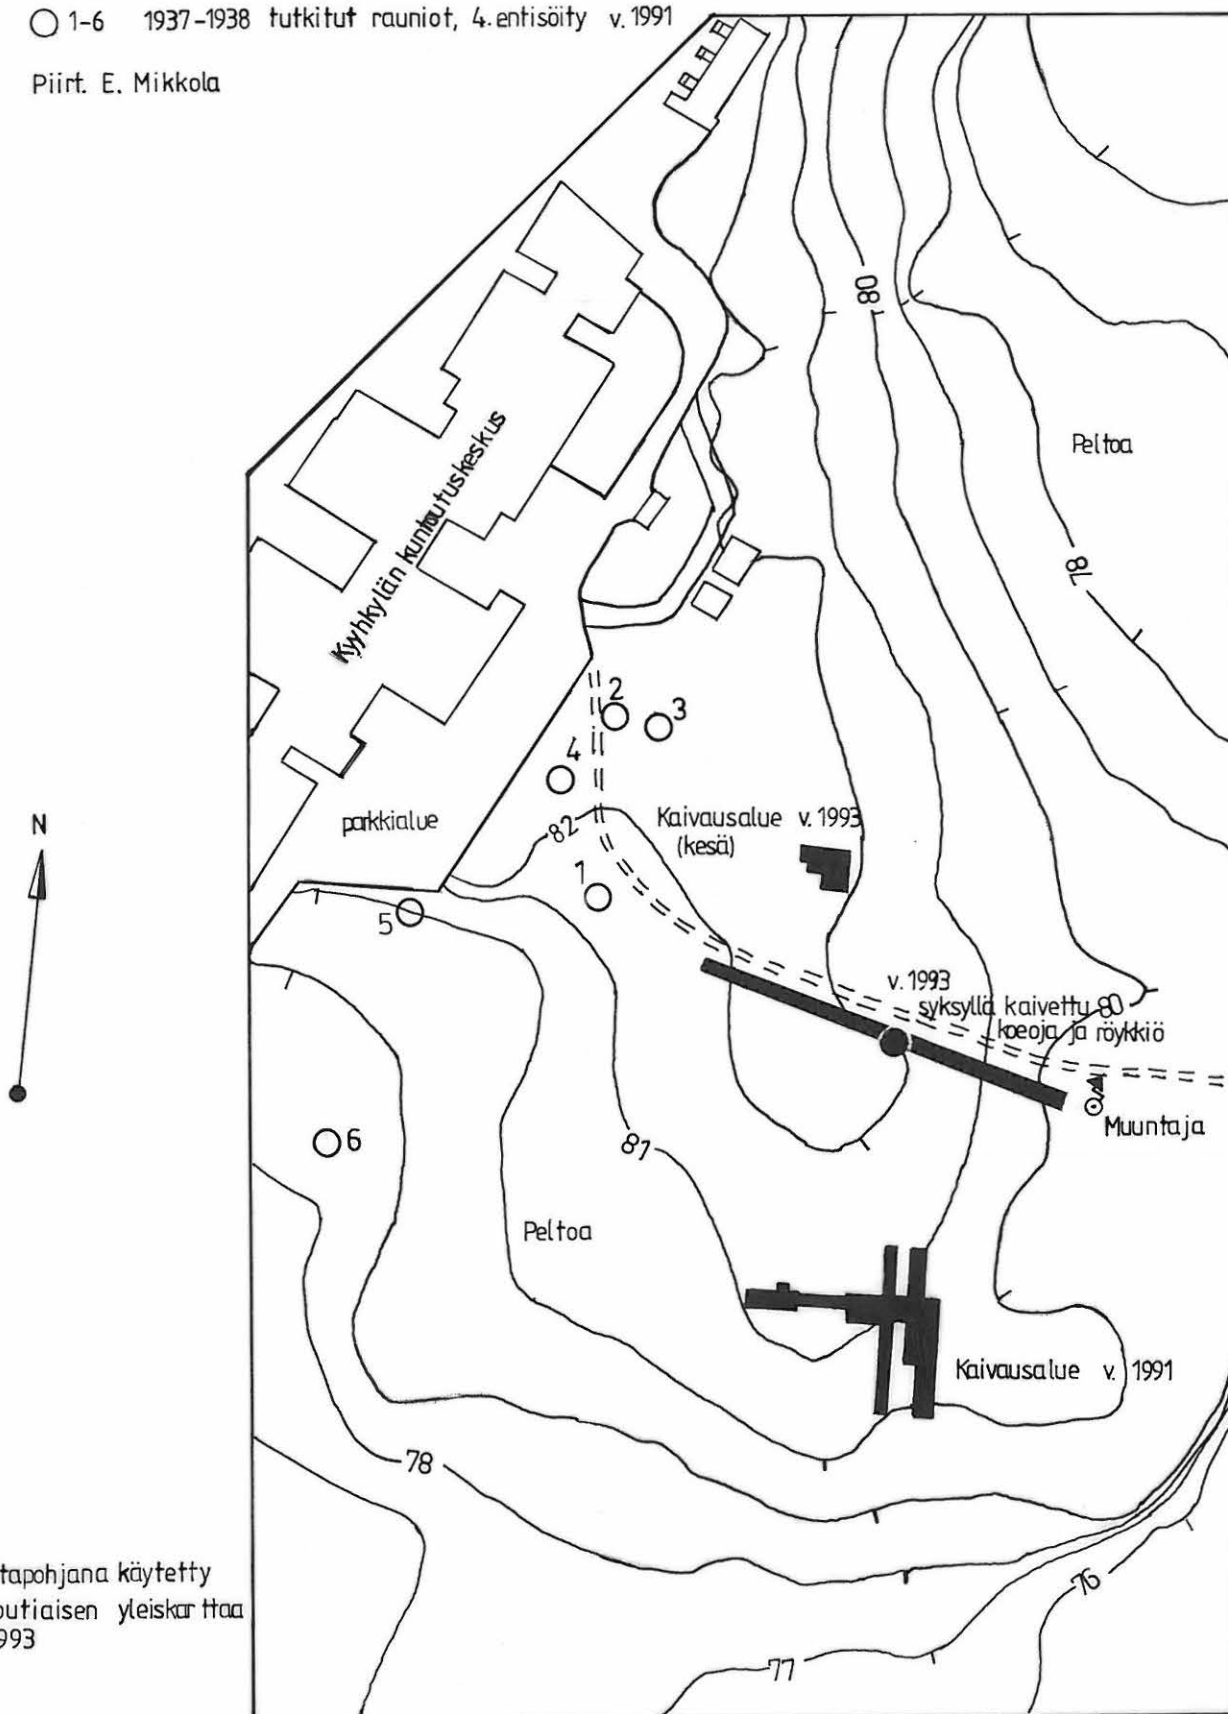 1-6 1937-1938 tutkitut rauniot, 4. entisöity v. 1991
Piirt. E. Mikkola
80
Peltoa
Kyyhkylän kuntoutuskeskus
78
2
3
4
N
parkkialue
82
Kaivausalue v. 1993
(kesä)
1
5
v. 1993
syksyllä kaivettu
80
koeoja ja röykkiö
Muuntaja
6
81
Peltoa
Kaivausalue v. 1991
78
tapohjana käytetty
outiaisen yleiskarttaa
993
76
77